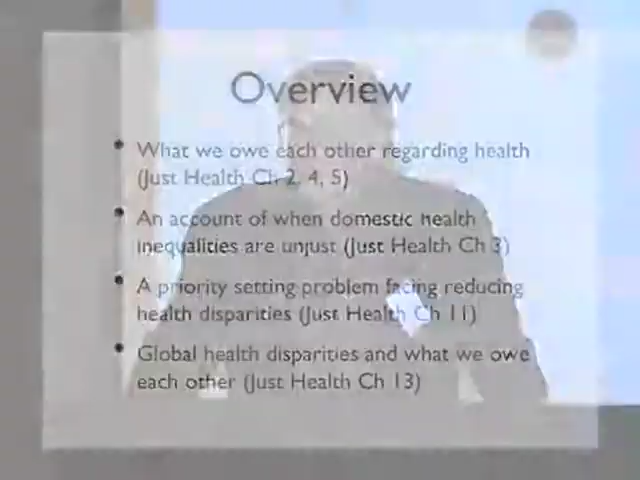 Overview
• What we owe each other regarding health
(Just Health Ch 2, 4, 5)
• An account of when domestic health
inequalities are unjust (Just Health Ch 3)
• A priority setting problem facing reducing
health disparities (Just Health Ch 11)
• Global health disparities and what we owe
each other (Just Health Ch 13)